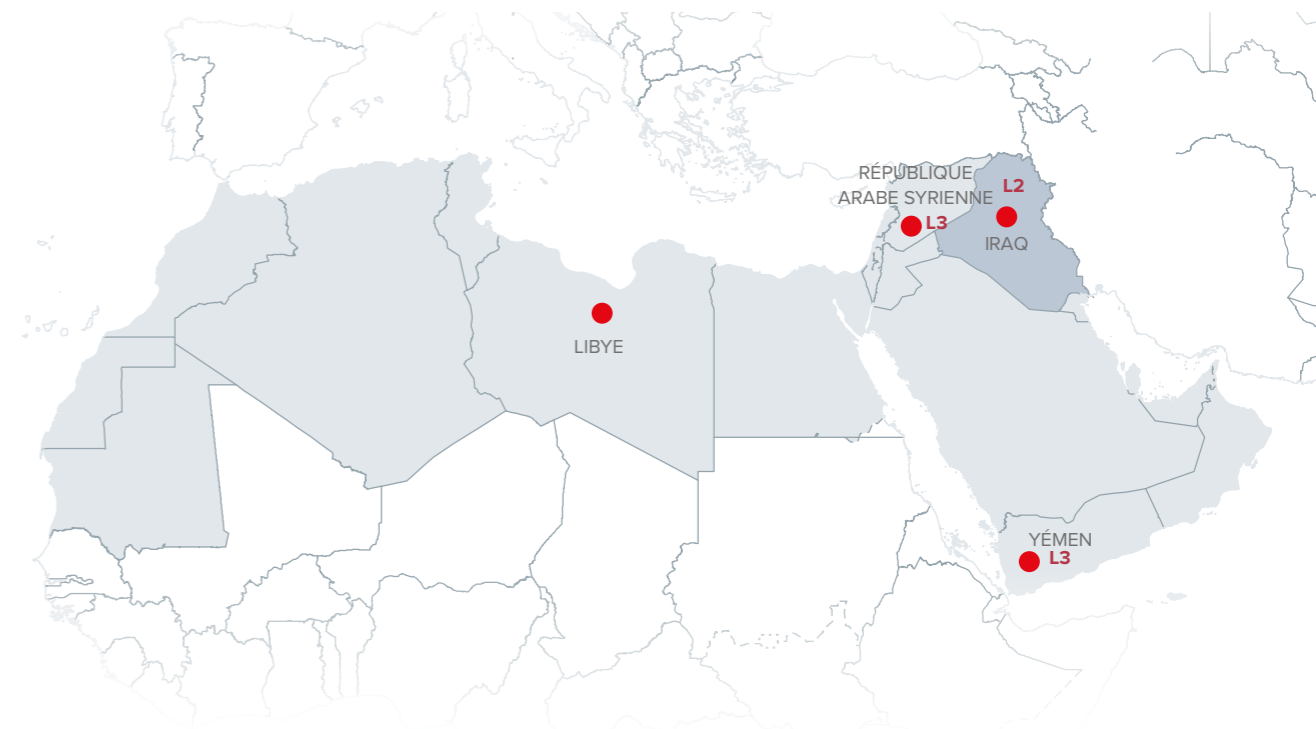 RÉPUBLIQUE
ARABE SYRIENNE
L3
L2
IRAQ
LIBYE
YÉMEN
L3